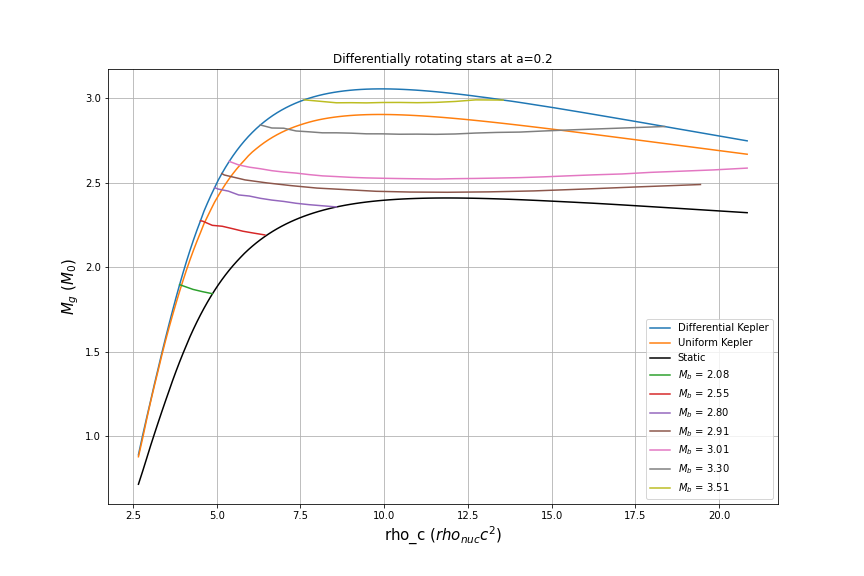 Differentially rotating stars at a=0.2
3.0
2.5
2.0
1.5
1.0
M_g (M_0)
2.5 5.0 7.5 10.0 12.5 15.0 17.5 20.0
rho_c (rho_{nuc}c^2)
Differential Kepler
Uniform Kepler
Static
M_b = 2.08
M_b = 2.55
M_b = 2.80
M_b = 2.91
M_b = 3.01
M_b = 3.30
M_b = 3.51